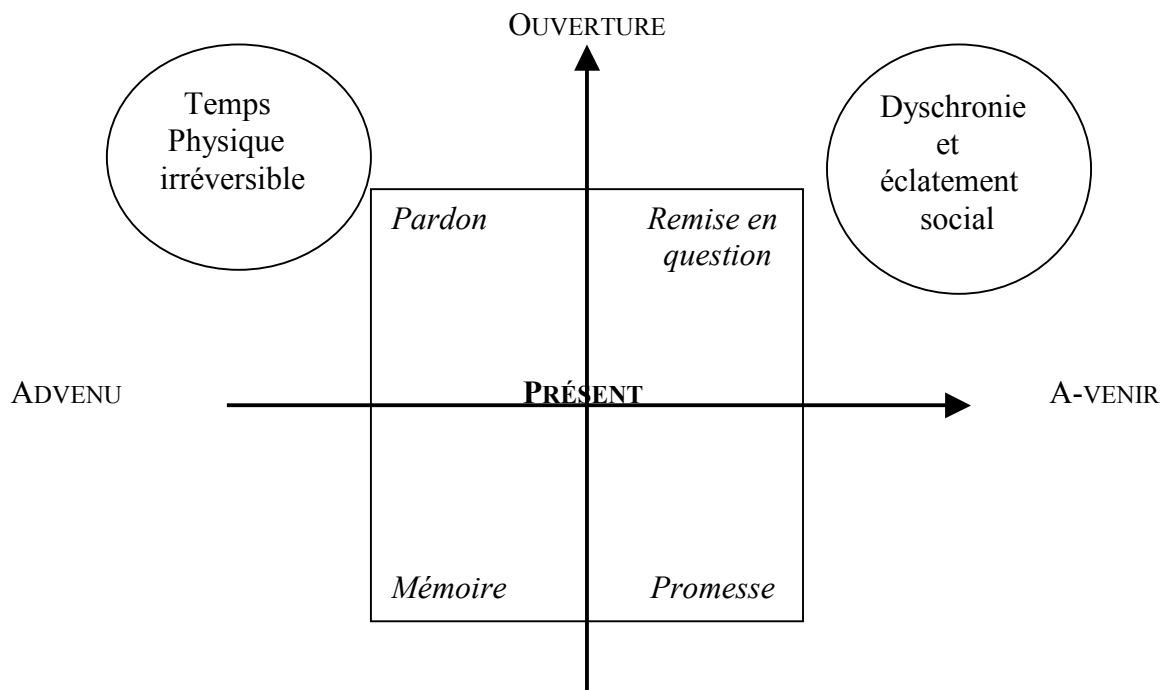 OUVERTURE
Temps
Physique
irréversible
Dyschronie
et
éclatement
social
Pardon
Remise en
question
ADVENU
PRÉSENT
A-VENIR
Mémoire
Promesse